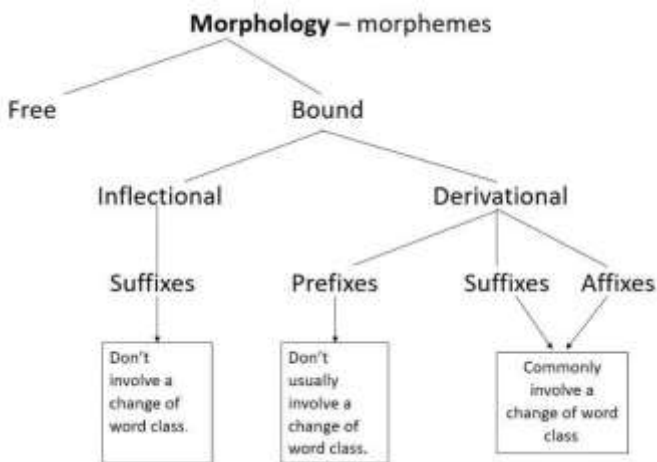 Morphology – morphemes
Free
Bound
Inflectional
Derivational
Suffixes
Prefixes
Suffixes
Affixes
Don't
involve a
change of
word class.
Don't
usually
involve a
change of
word class.
Commonly
involve a
change of word
class